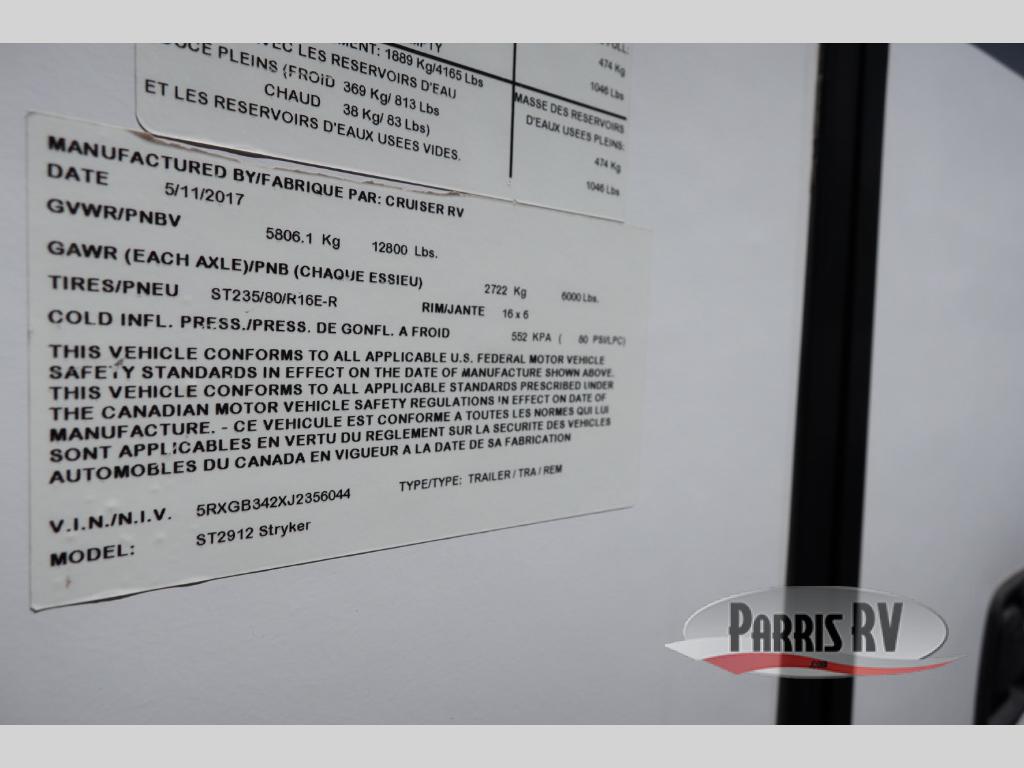 MENT: 1889 Kg/4165 Lbs
AVEC LES RESERVOIRS D'EAU
DOUCE PLEINS (FROID 369 Kg/ 813 Lbs
CHAUD 38 Kg/ 83 Lbs)
ET LES RESERVOIRS D'EAUX USEES VIDES.
474 Kg
1046 Lbs
MASSE DES RESERVOIRS
D'EAUX USEES PLEINS:
474 Kg
1046 Lbs
MANUFACTURED BY/FABRIQUE PAR: CRUISER RV
DATE 5/11/2017
GVWR/PNBV 5806.1 Kg 12800 Lbs.
GAWR (EACH AXLE)/PNB (CHAQUE ESSIEU) 2722 Kg 6000 Lbs.
TIRES/PNEU ST235/80/R16E-R RIM/JANTE 16 x 6
COLD INFL. PRESS./PRESS. DE GONFL. A FROID 552 KPA ( 80 PSI/LPC)
THIS VEHICLE CONFORMS TO ALL APPLICABLE U.S. FEDERAL MOTOR VEHICLE
SAFETY STANDARDS IN EFFECT ON THE DATE OF MANUFACTURE SHOWN ABOVE.
THIS VEHICLE CONFORMS TO ALL APPLICABLE STANDARDS PRESCRIBED UNDER
THE CANADIAN MOTOR VEHICLE SAFETY REGULATIONS IN EFFECT ON DATE OF
MANUFACTURE. - CE VEHICULE EST CONFORME A TOUTES LES NORMES QUI LUI
SONT APPLICABLES EN VERTU DU REGLEMENT SUR LA SECURITE DES VEHICLES
AUTOMOBLES DU CANADA EN VIGUEUR A LA DATE DE SA FABRICATION
V.I.N./N.I.V. 5RXGB342XJ2356044 TYPE/TYPE: TRAILER / TRA / REM
MODEL: ST2912 Stryker
PARRIS RV
.com